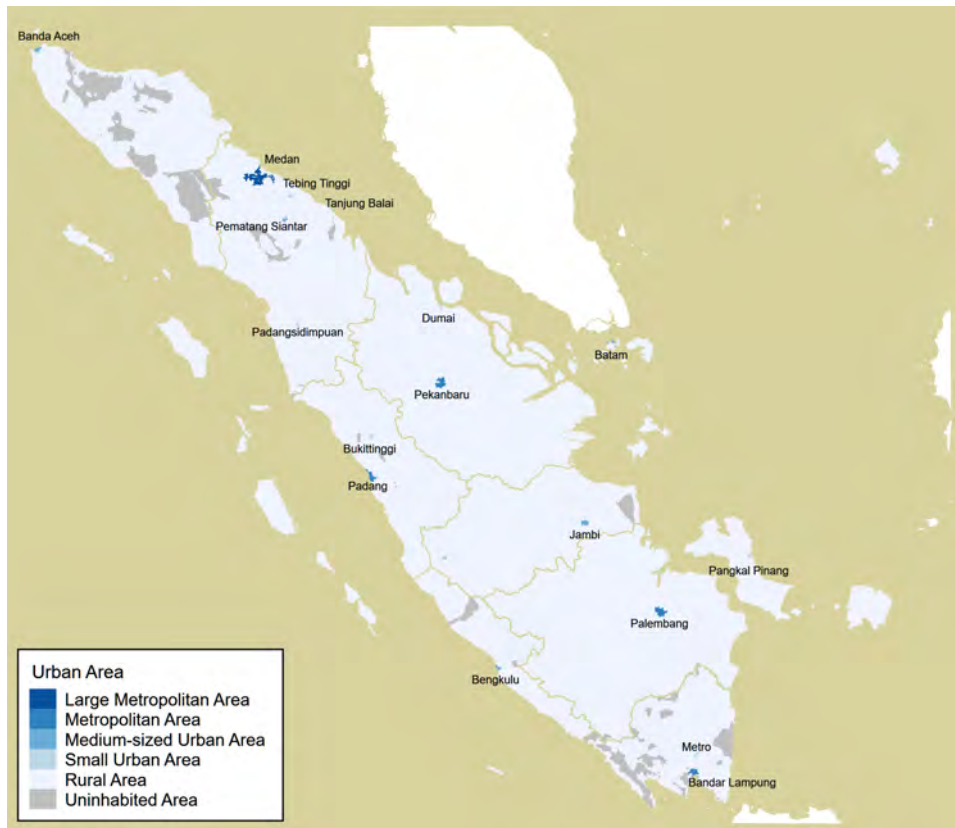 Banda Aceh
Medan
Tebing Tinggi
Tanjung Balai
Pematang Siantar
Dumai
Padangsidimpuan
Batam
Pekanbaru
Bukittinggi
Padang
Jambi
Pangkal Pinang
Palembang
Bengkulu
Metro
Bandar Lampung
Urban Area
Large Metropolitan Area
Metropolitan Area
Medium-sized Urban Area
Small Urban Area
Rural Area
Uninhabited Area